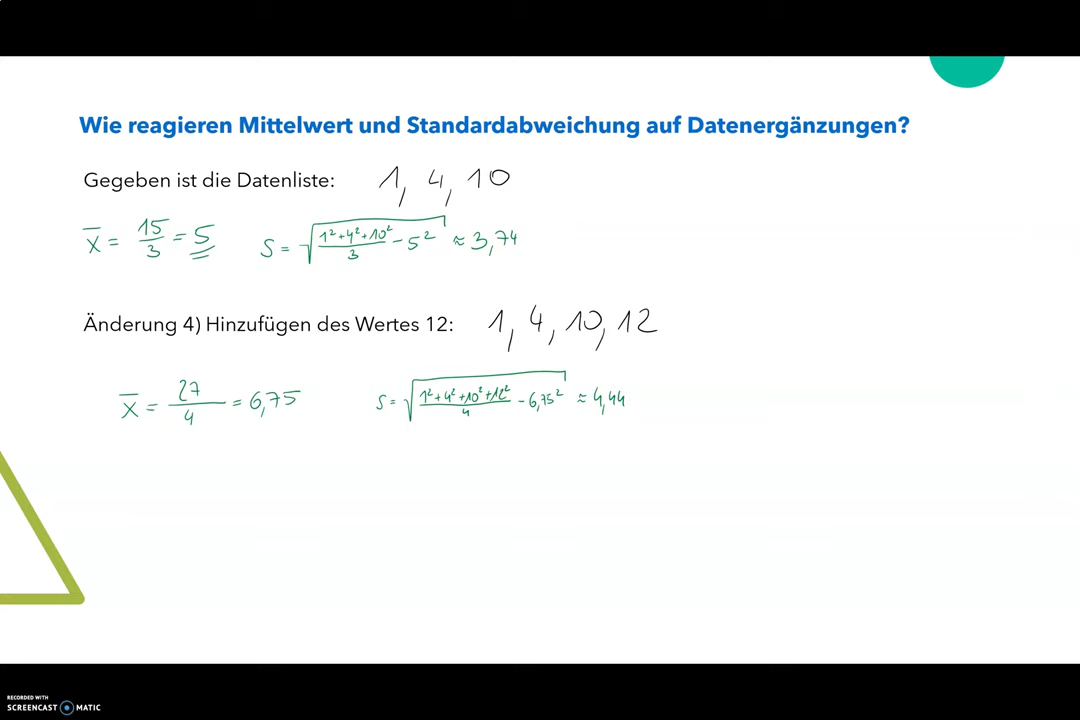 Wie reagieren Mittelwert und Standardabweichung auf Datenergänzungen?
Gegeben ist die Datenliste: 1, 4, 10
x̄ = 15/3 = 5 s = √((1²+4²+10²)/3 - 5²) ≈ 3,74
Änderung 4) Hinzufügen des Wertes 12: 1, 4, 10, 12
x̄ = 27/4 = 6,75 s = √((1²+4²+10²+12²)/4 - 6,75²) ≈ 4,44
RECORDED WITH
SCREENCAST MATIC